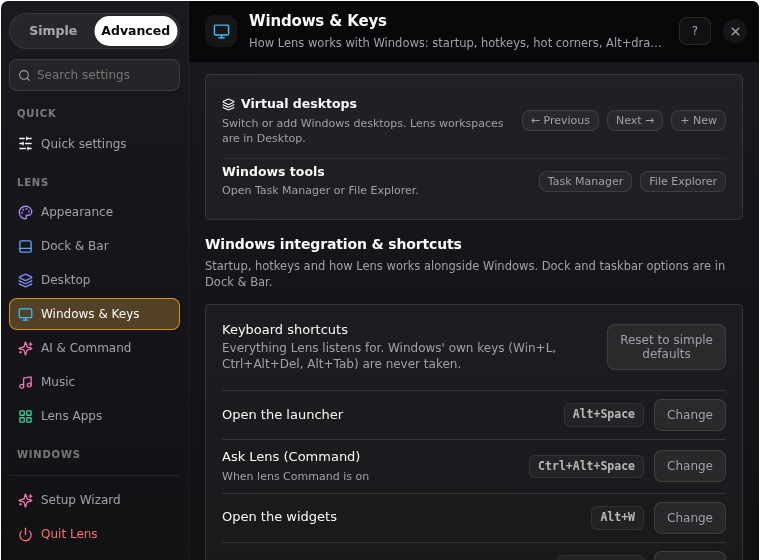 Simple
Advanced
Search settings
QUICK
Quick settings
LENS
Appearance
Dock & Bar
Desktop
Windows & Keys
AI & Command
Music
Lens Apps
WINDOWS
Setup Wizard
Quit Lens
Windows & Keys
How Lens works with Windows: startup, hotkeys, hot corners, Alt+dra…
?
×
Virtual desktops
Switch or add Windows desktops. Lens workspaces
are in Desktop.
← Previous
Next →
+ New
Windows tools
Open Task Manager or File Explorer.
Task Manager
File Explorer
Windows integration & shortcuts
Startup, hotkeys and how Lens works alongside Windows. Dock and taskbar options are in
Dock & Bar.
Keyboard shortcuts
Everything Lens listens for. Windows' own keys (Win+L,
Ctrl+Alt+Del, Alt+Tab) are never taken.
Reset to simple
defaults
Open the launcher
Alt+Space
Change
Ask Lens (Command)
When lens Command is on
Ctrl+Alt+Space
Change
Open the widgets
Alt+W
Change